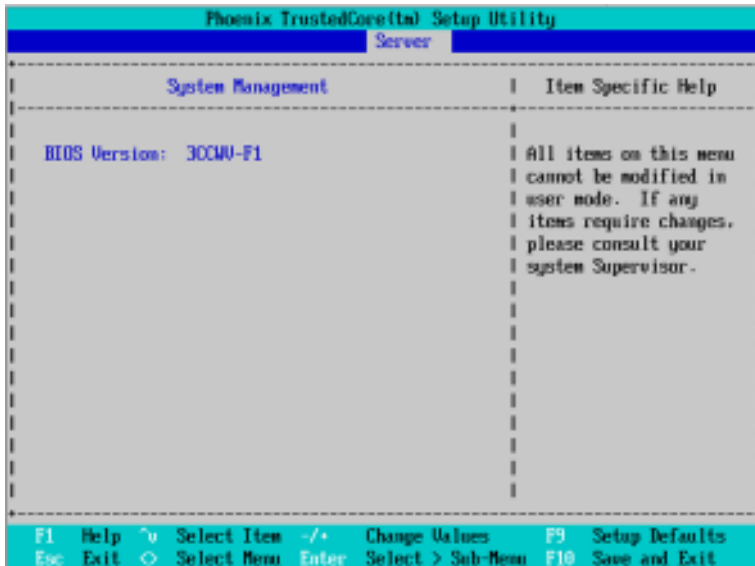 Phoenix TrustedCore(tm) Setup Utility
Server
System Management
Item Specific Help
BIOS Version: 3CCWV-F1
All items on this menu
cannot be modified in
user mode. If any
items require changes,
please consult your
system Supervisor.
F1 Help ^v Select Item -/+ Change Values F9 Setup Defaults
Esc Exit <> Select Menu Enter Select > Sub-Menu F10 Save and Exit